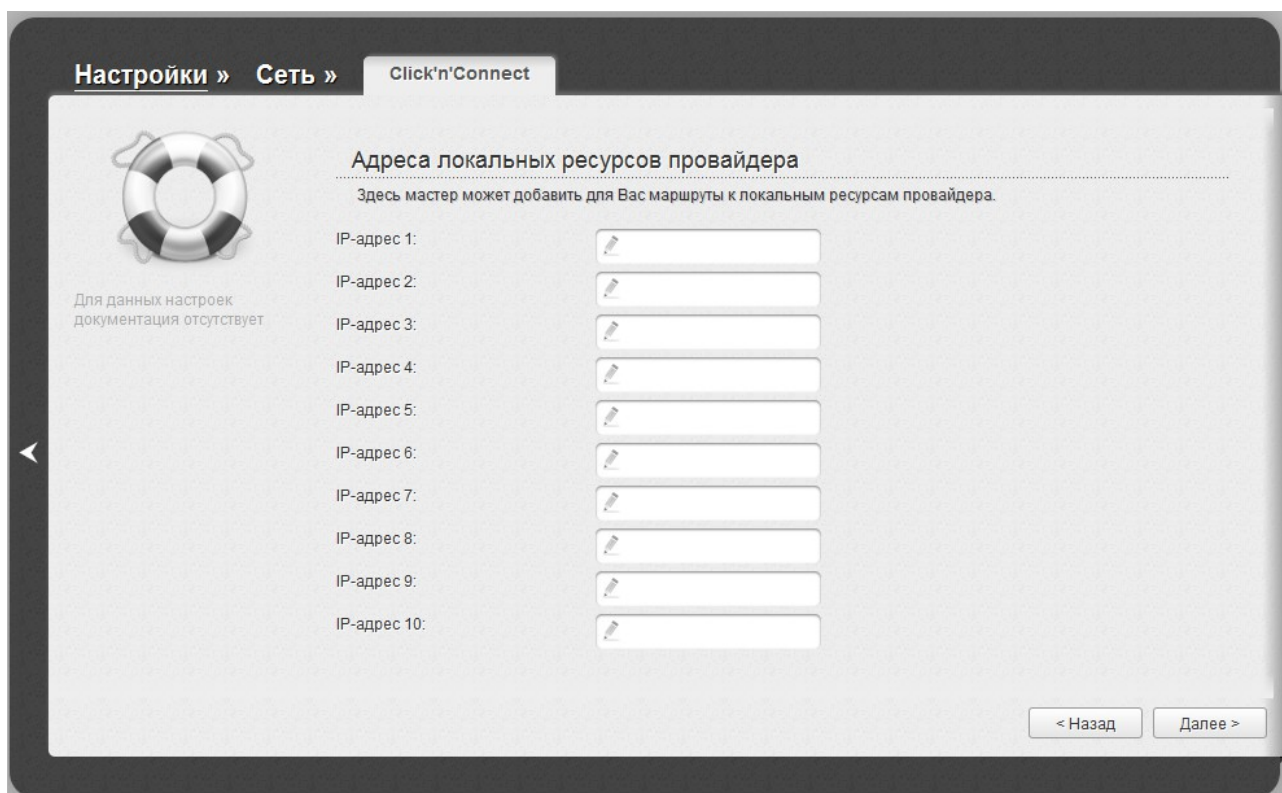 Настройки » Сеть » Click'n'Connect
Адреса локальных ресурсов провайдера
Здесь мастер может добавить для Вас маршруты к локальным ресурсам провайдера.
Для данных настроек
документация отсутствует
IP-адрес 1:
IP-адрес 2:
IP-адрес 3:
IP-адрес 4:
IP-адрес 5:
IP-адрес 6:
IP-адрес 7:
IP-адрес 8:
IP-адрес 9:
IP-адрес 10:
< Назад Далее >